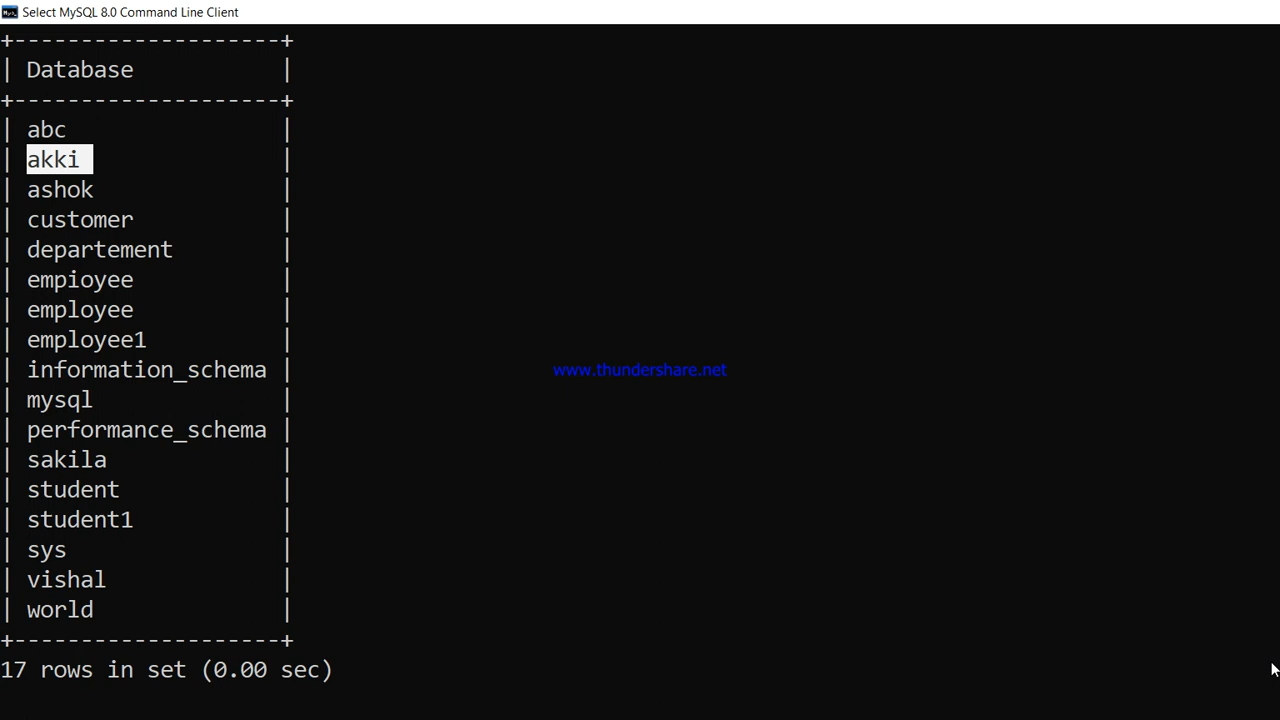 Select MySQL 8.0 Command Line Client
+--------------------+
| Database           |
+--------------------+
| abc                |
| akki               |
| ashok              |
| customer           |
| departement        |
| empioyee           |
| employee           |
| employee1          |
| information_schema |
| mysql              |
| performance_schema |
| sakila             |
| student            |
| student1           |
| sys                |
| vishal             |
| world              |
+--------------------+
17 rows in set (0.00 sec)
www.thundershare.net